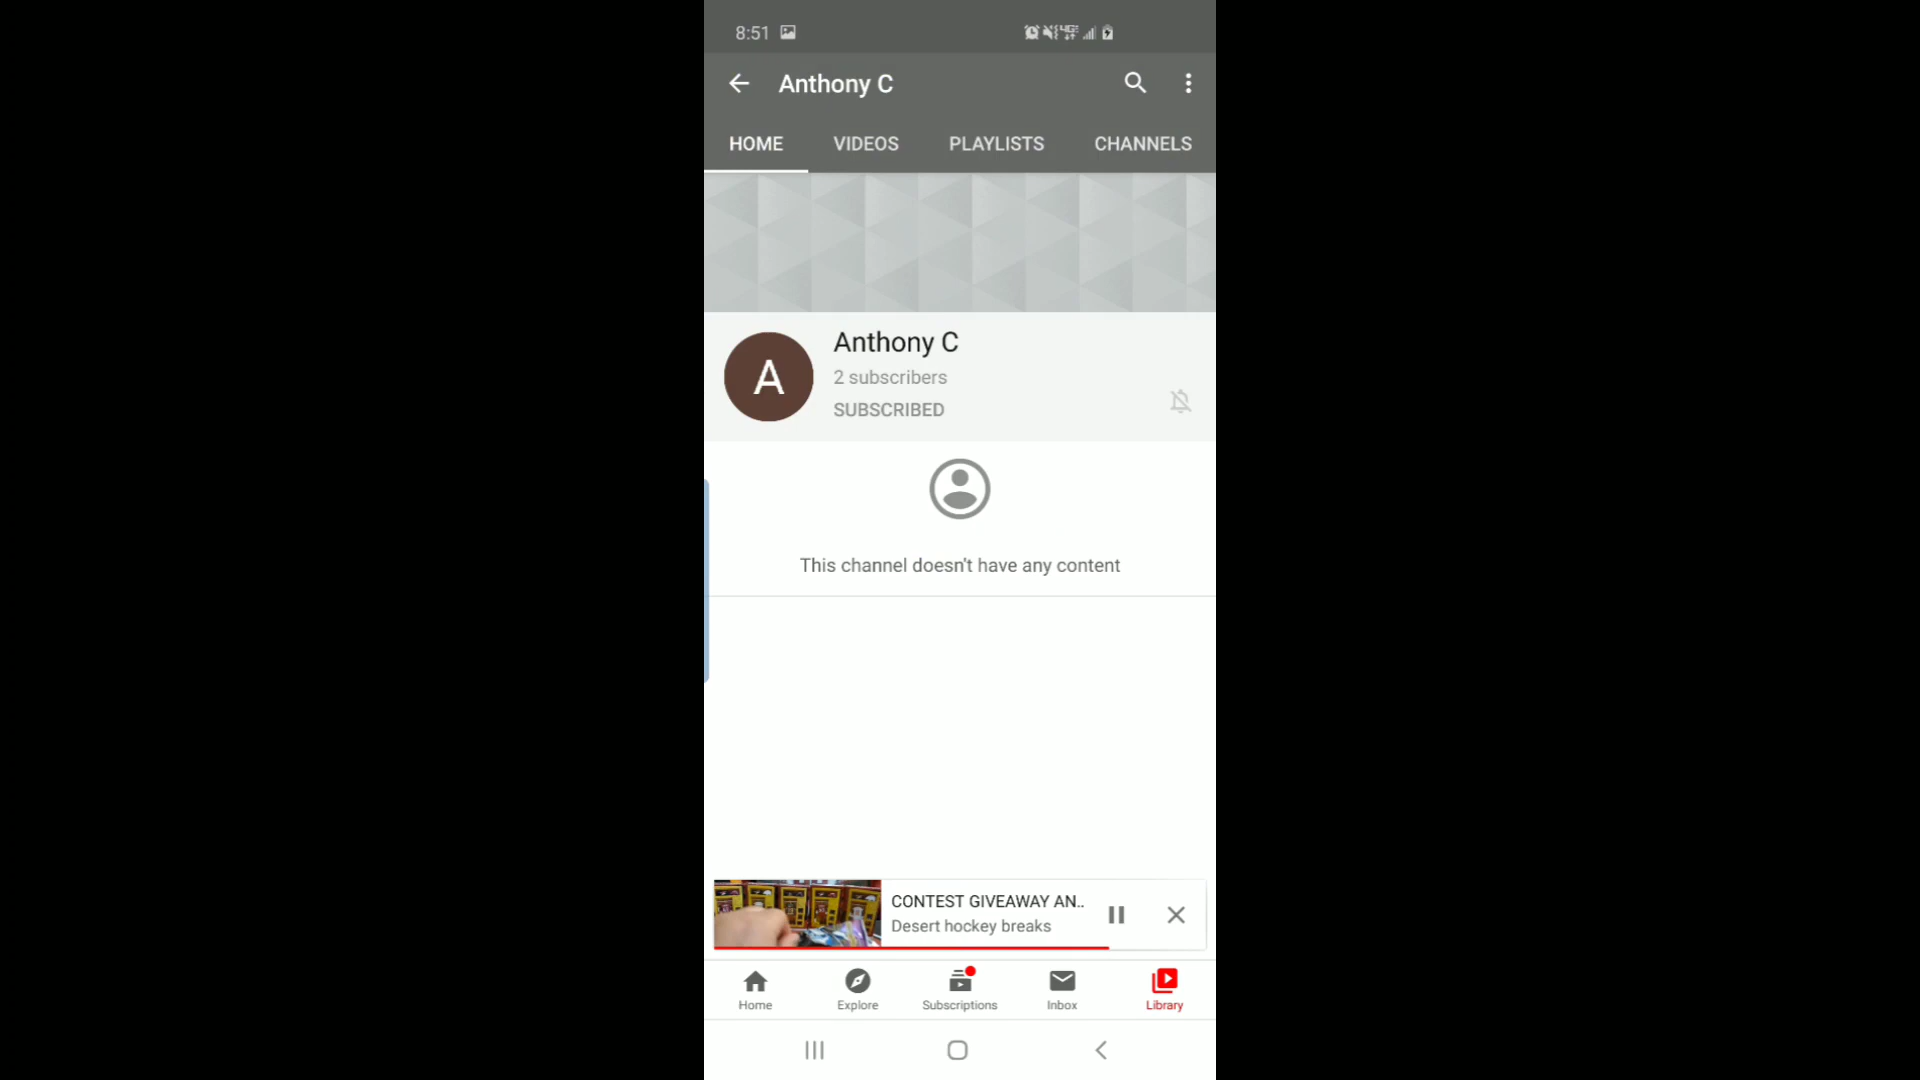 8:51
Anthony C
HOME VIDEOS PLAYLISTS CHANNELS
A
Anthony C
2 subscribers
SUBSCRIBED
This channel doesn't have any content
CONTEST GIVEAWAY AN..
Desert hockey breaks
Home Explore Subscriptions Inbox Library